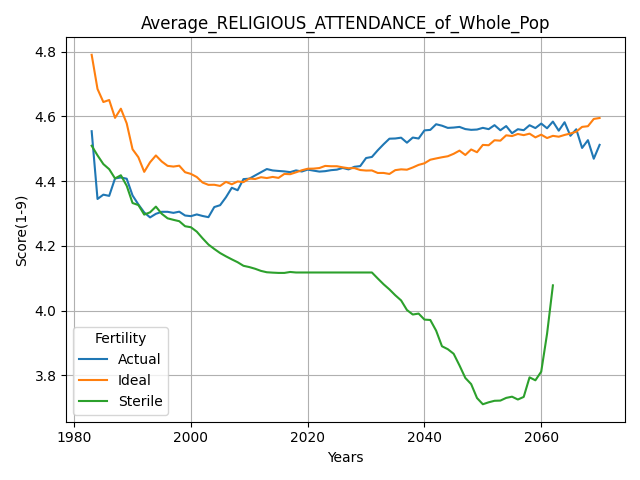 Average_RELIGIOUS_ATTENDANCE_of_Whole_Pop
Score(1-9)
4.8
4.6
4.4
4.2
4.0
3.8
Fertility
Actual
Ideal
Sterile
1980 2000 2020 2040 2060
Years